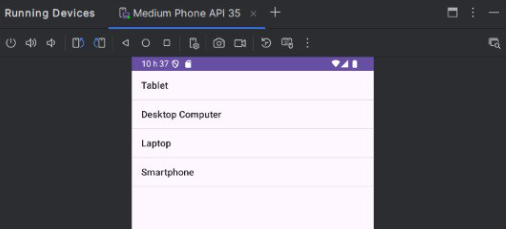 Running Devices
Medium Phone API 35
10 h 37
Tablet
Desktop Computer
Laptop
Smartphone